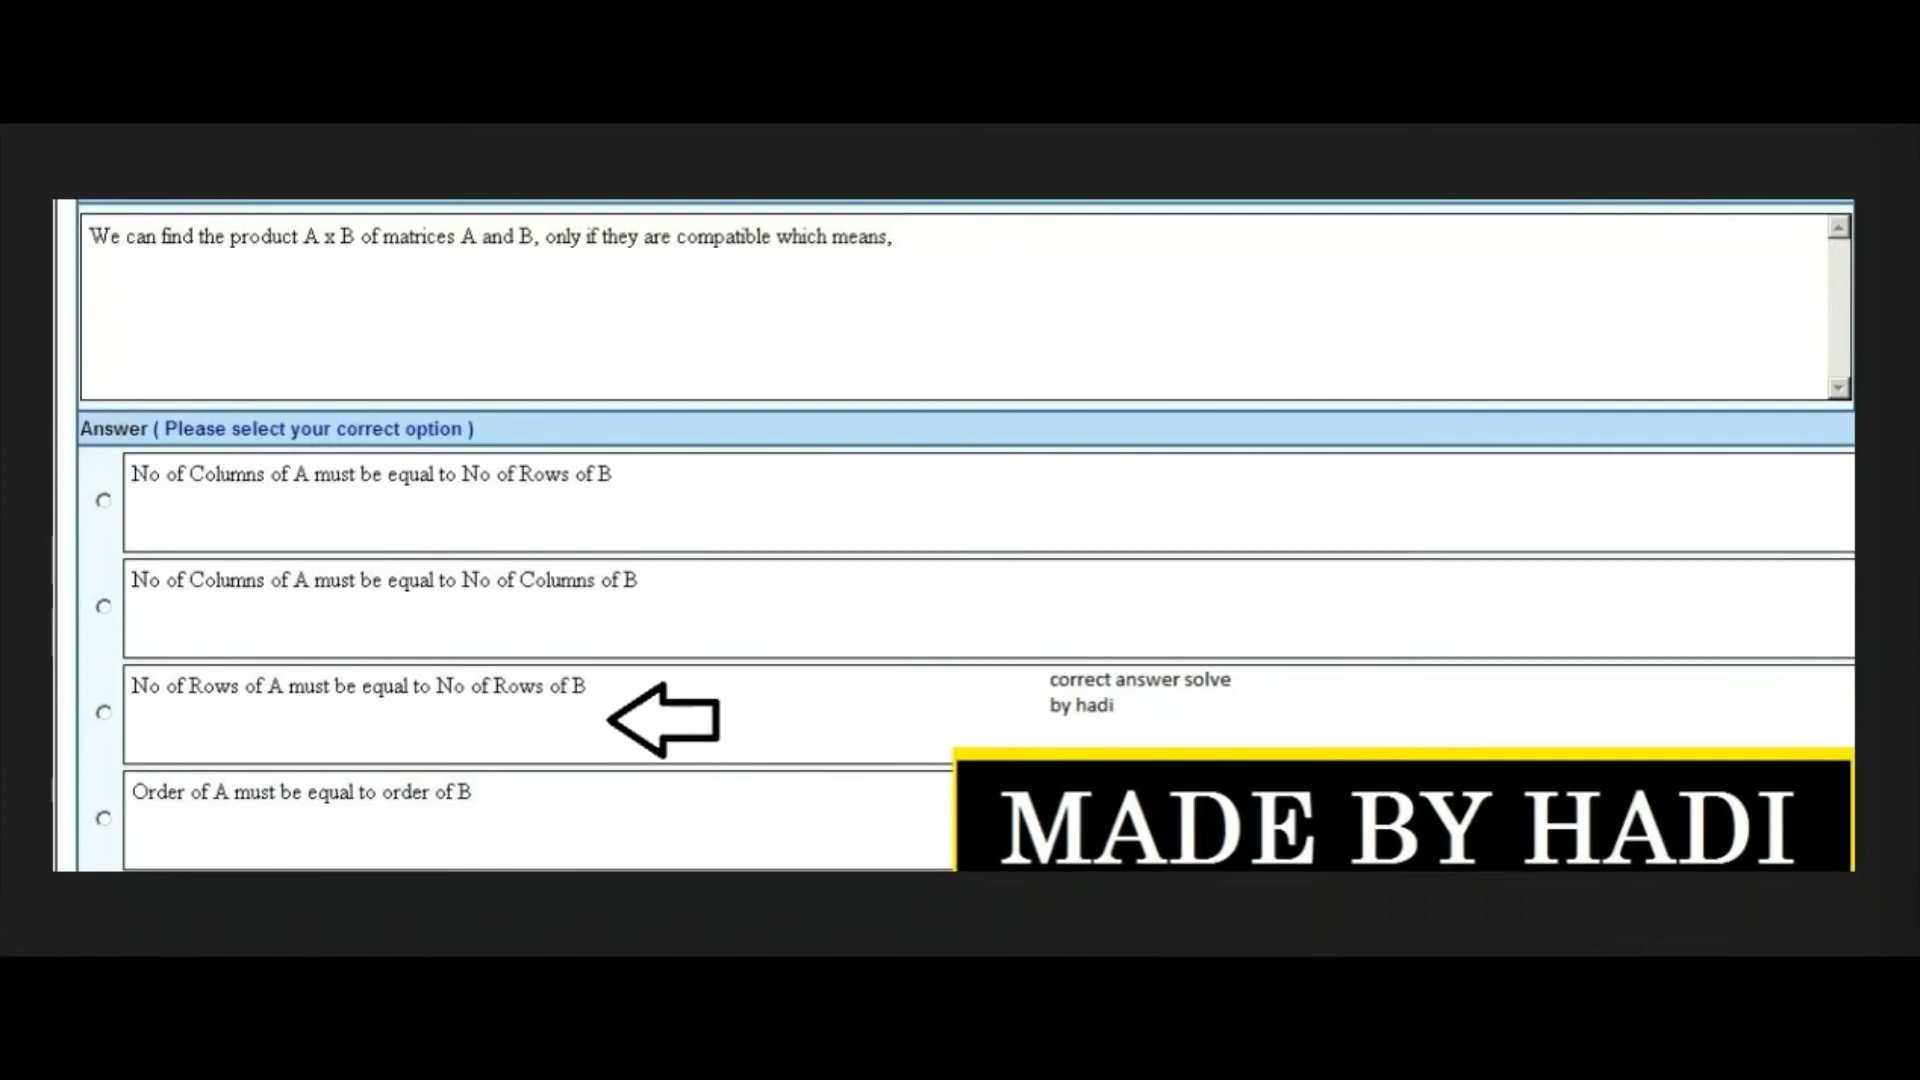 We can find the product A x B of matrices A and B, only if they are compatible which means,
Answer ( Please select your correct option )
No of Columns of A must be equal to No of Rows of B
No of Columns of A must be equal to No of Columns of B
No of Rows of A must be equal to No of Rows of B
correct answer solve
by hadi
Order of A must be equal to order of B
MADE BY HADI